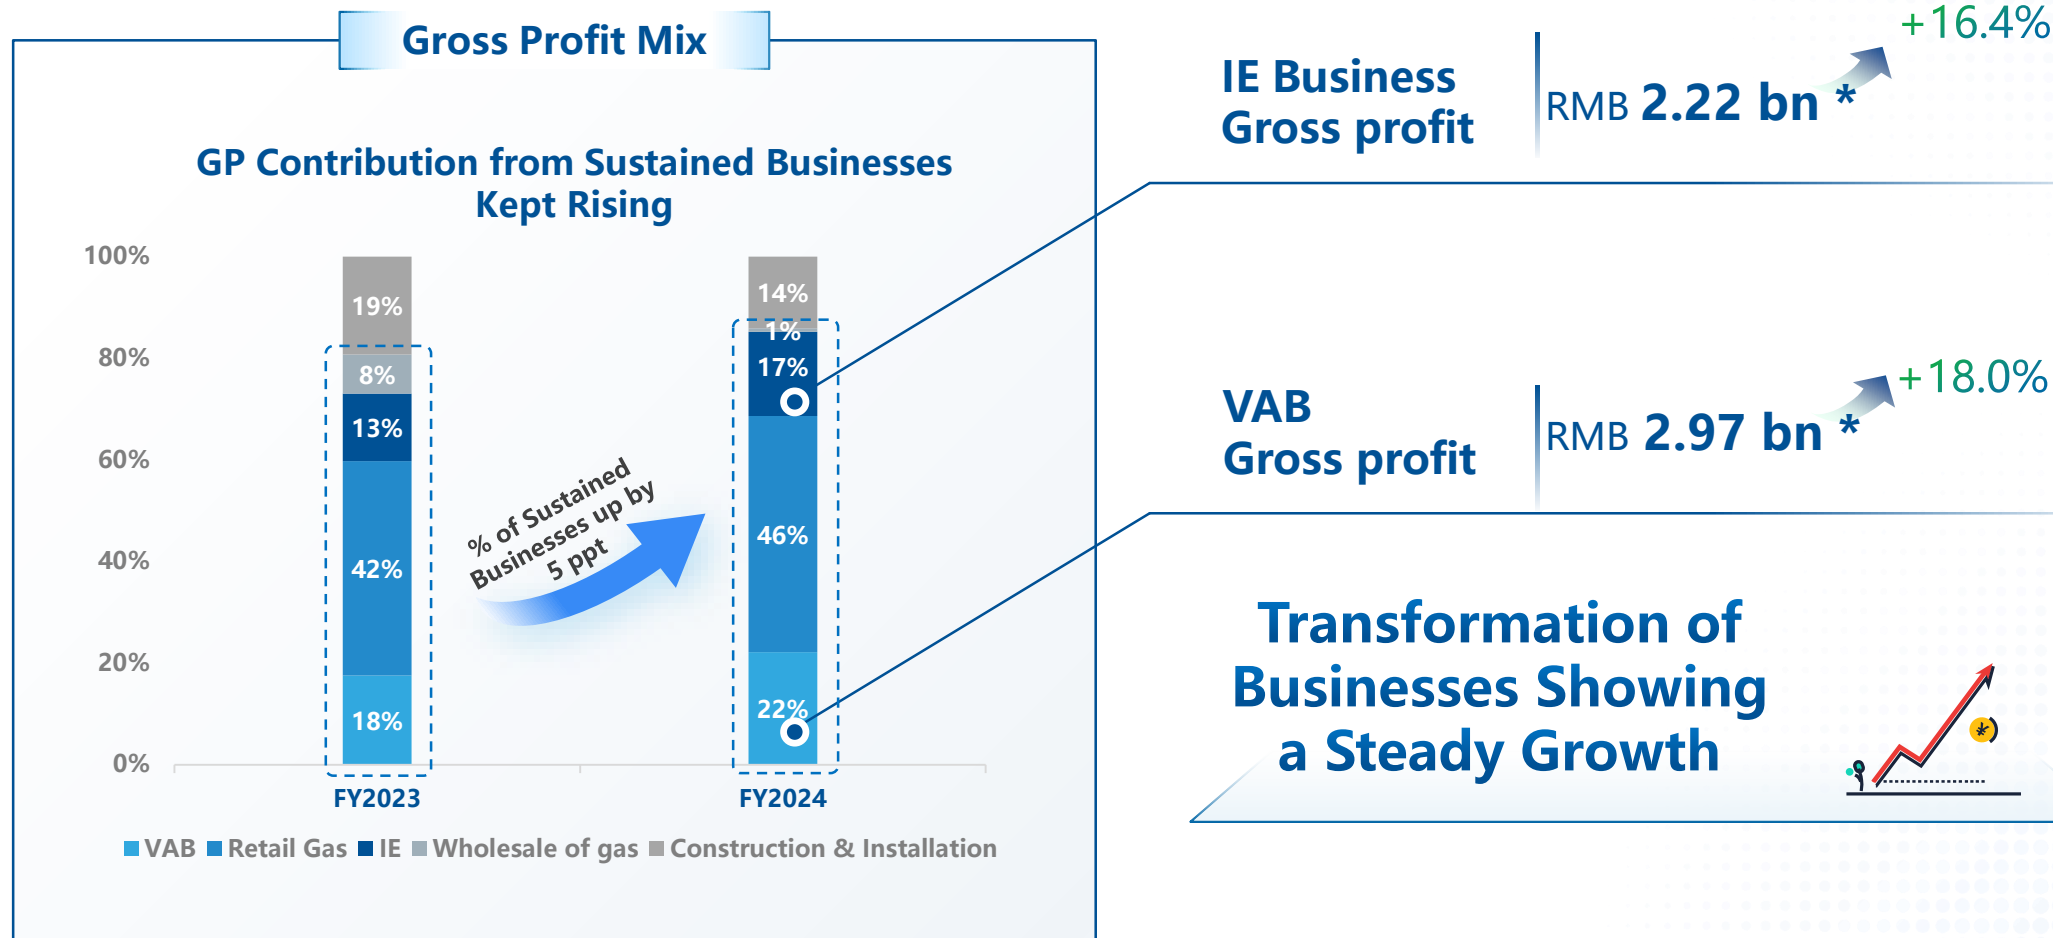 Gross Profit Mix
GP Contribution from Sustained Businesses
Kept Rising
100%
80%
60%
40%
20%
0%
19%
8%
13%
42%
18%
% of Sustained
Businesses up by
5 ppt
14%
1%
17%
46%
22%
FY2023
FY2024
VAB
Retail Gas
IE
Wholesale of gas
Construction & Installation
IE Business
Gross profit
RMB 2.22 bn *
+16.4%
VAB
Gross profit
RMB 2.97 bn *
+18.0%
Transformation of
Businesses Showing
a Steady Growth
¥